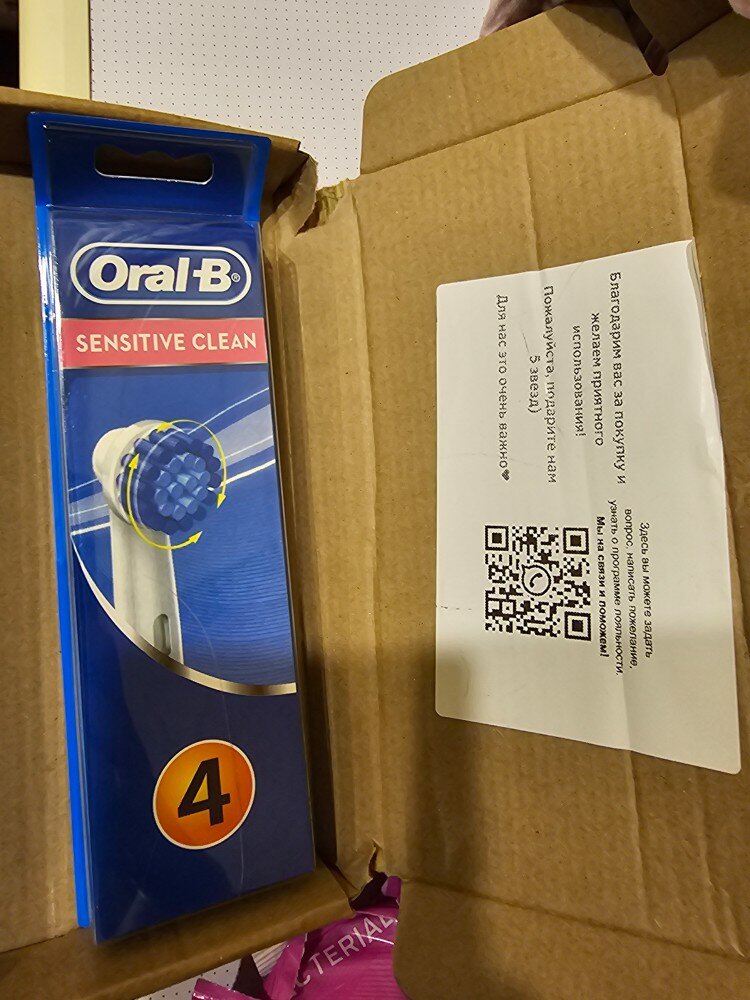 Oral-B®
SENSITIVE CLEAN
4
Благодарим вас за покупку и
желаем приятного
использования!
Пожалуйста, подарите нам
5 звезд)
Для нас это очень важно♥
Здесь вы можете задать
вопрос, написать пожелание,
узнать о программе лояльности.
Мы на связи и поможем!
CTERIAL